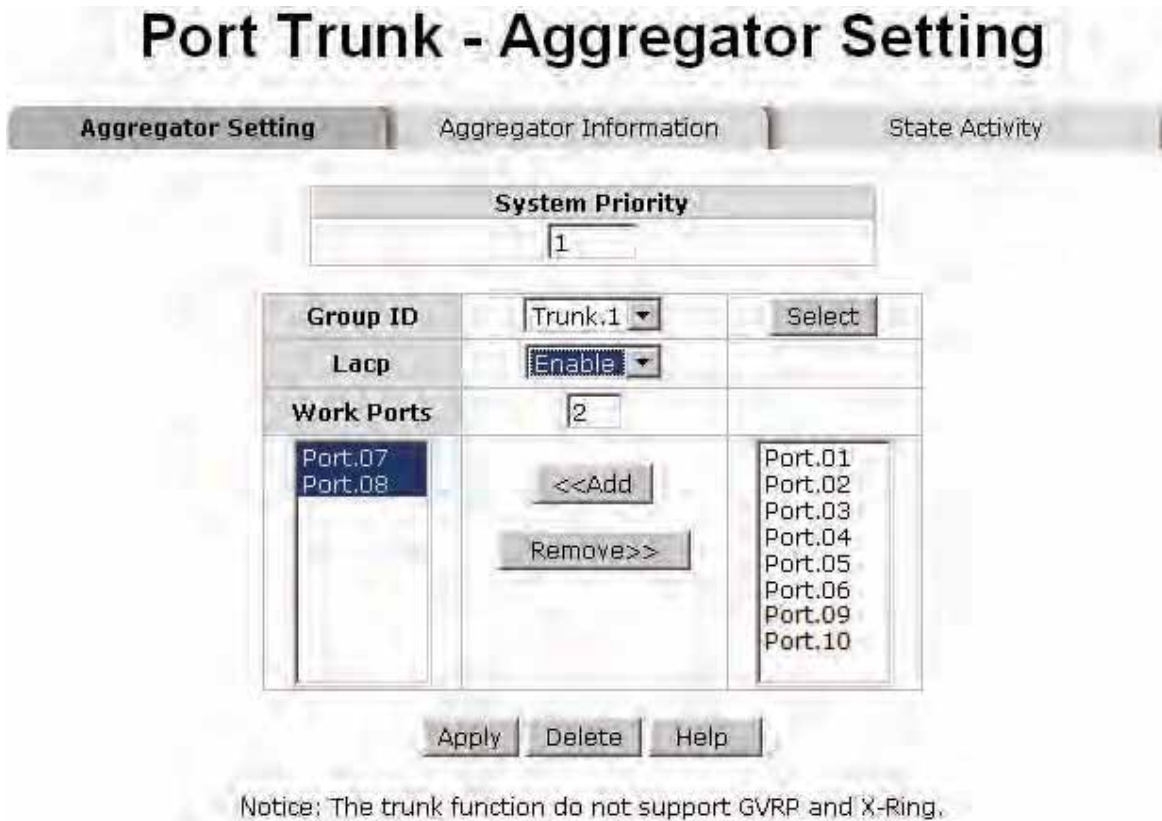 Port Trunk - Aggregator Setting
Aggregator Setting Aggregator Information State Activity
System Priority
1
Group ID Trunk.1 Select
Lacp Enable
Work Ports 2
Port.07
Port.08
<<Add
Remove>>
Port.01
Port.02
Port.03
Port.04
Port.05
Port.06
Port.09
Port.10
Apply Delete Help
Notice: The trunk function do not support GVRP and X-Ring.